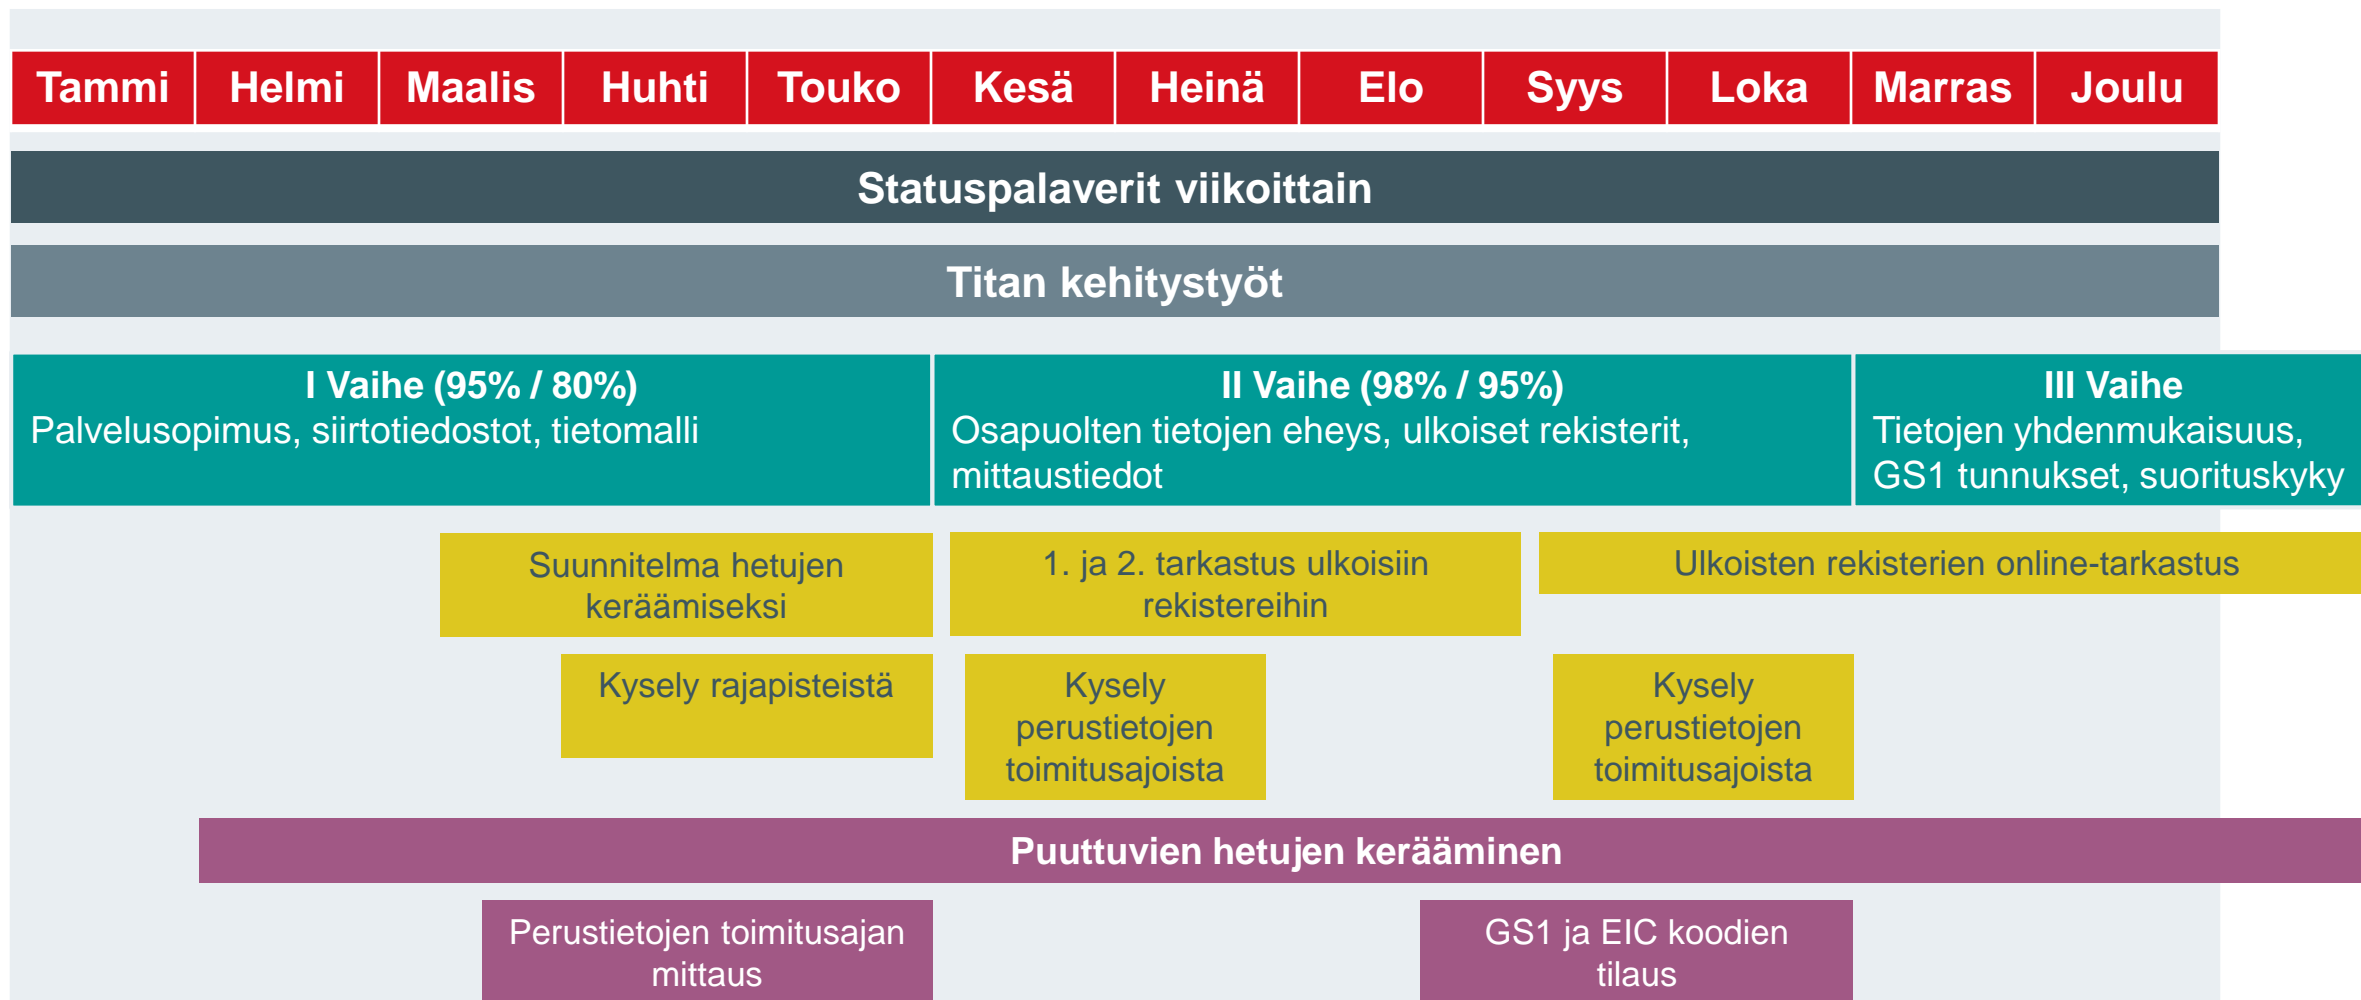 Tammi Helmi Maalis Huhti Touko Kesä Heinä Elo Syys Loka Marras Joulu
Statuspalaverit viikoittain
Titan kehitystyöt
I Vaihe (95% / 80%)
Palvelusopimus, siirtotiedostot, tietomalli
II Vaihe (98% / 95%)
Osapuolten tietojen eheys, ulkoiset rekisterit,
mittaustiedot
III Vaihe
Tietojen yhdenmukaisuus,
GS1 tunnukset, suorituskyky
Suunnitelma hetujen
keräämiseksi
1. ja 2. tarkastus ulkoisiin
rekistereihin
Ulkoisten rekisterien online-tarkastus
Kysely rajapisteistä
Kysely
perustietojen
toimitusajoista
Kysely
perustietojen
toimitusajoista
Puuttuvien hetujen kerääminen
Perustietojen toimitusajan
mittaus
GS1 ja EIC koodien
tilaus